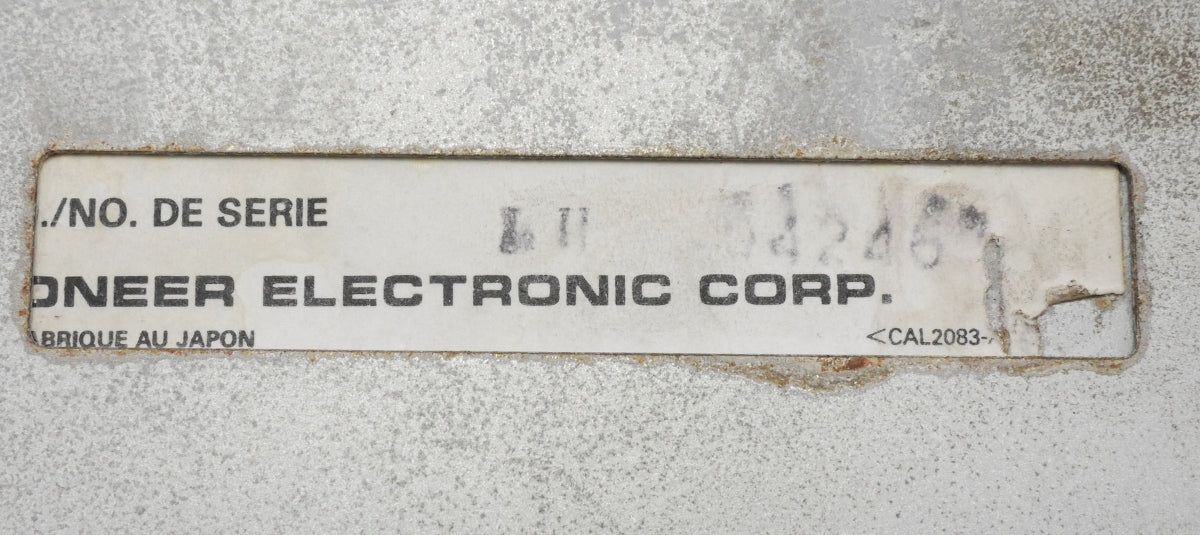 ./NO. DE SERIE
ONEER ELECTRONIC CORP.
ABRIQUE AU JAPON
<CAL2083-